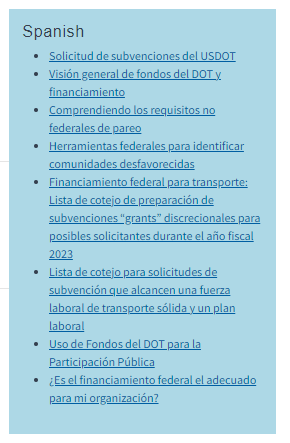 Spanish
Solicitud de subvenciones del USDOT
Visión general de fondos del DOT y
financiamiento
Comprendiendo los requisitos no
federales de pareo
Herramientas federales para identificar
comunidades desfavorecidas
Financiamiento federal para transporte:
Lista de cotejo de preparación de
subvenciones “grants” discrecionales para
posibles solicitantes durante el año fiscal
2023
Lista de cotejo para solicitudes de
subvención que alcancen una fuerza
laboral de transporte sólida y un plan
laboral
Uso de Fondos del DOT para la
Participación Pública
¿Es el financiamiento federal el adecuado
para mi organización?